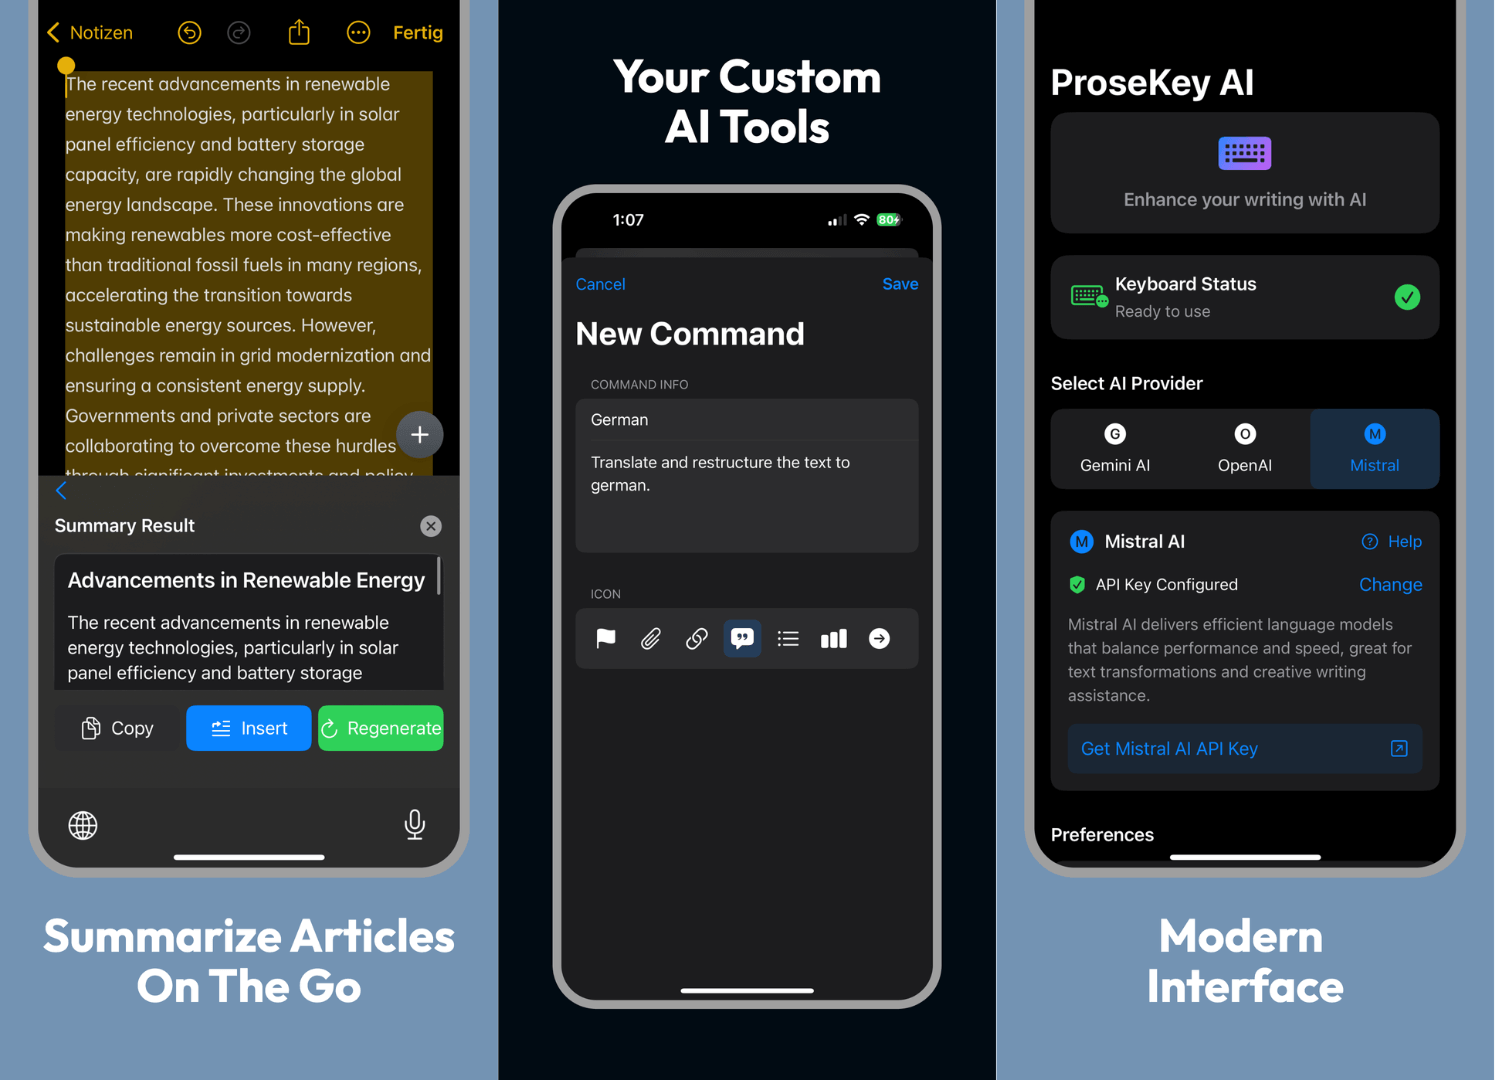 Notizen
Fertig
The recent advancements in renewable
energy technologies, particularly in solar
panel efficiency and battery storage
capacity, are rapidly changing the global
energy landscape. These innovations are
making renewables more cost-effective
than traditional fossil fuels in many regions,
accelerating the transition towards
sustainable energy sources. However,
challenges remain in grid modernization and
ensuring a consistent energy supply.
Governments and private sectors are
collaborating to overcome these hurdles
through significant investments and policy
Summary Result
Advancements in Renewable Energy
The recent advancements in renewable
energy technologies, particularly in solar
panel efficiency and battery storage
Copy
Insert
Regenerate
Summarize Articles
On The Go
Your Custom
AI Tools
1:07
80
Cancel
Save
New Command
COMMAND INFO
German
Translate and restructure the text to
german.
ICON
ProseKey AI
Enhance your writing with AI
Keyboard Status
Ready to use
Select AI Provider
G
O
M
Gemini AI
OpenAI
Mistral
M Mistral AI
? Help
API Key Configured
Change
Mistral AI delivers efficient language models
that balance performance and speed, great for
text transformations and creative writing
assistance.
Get Mistral AI API Key
Preferences
Modern
Interface